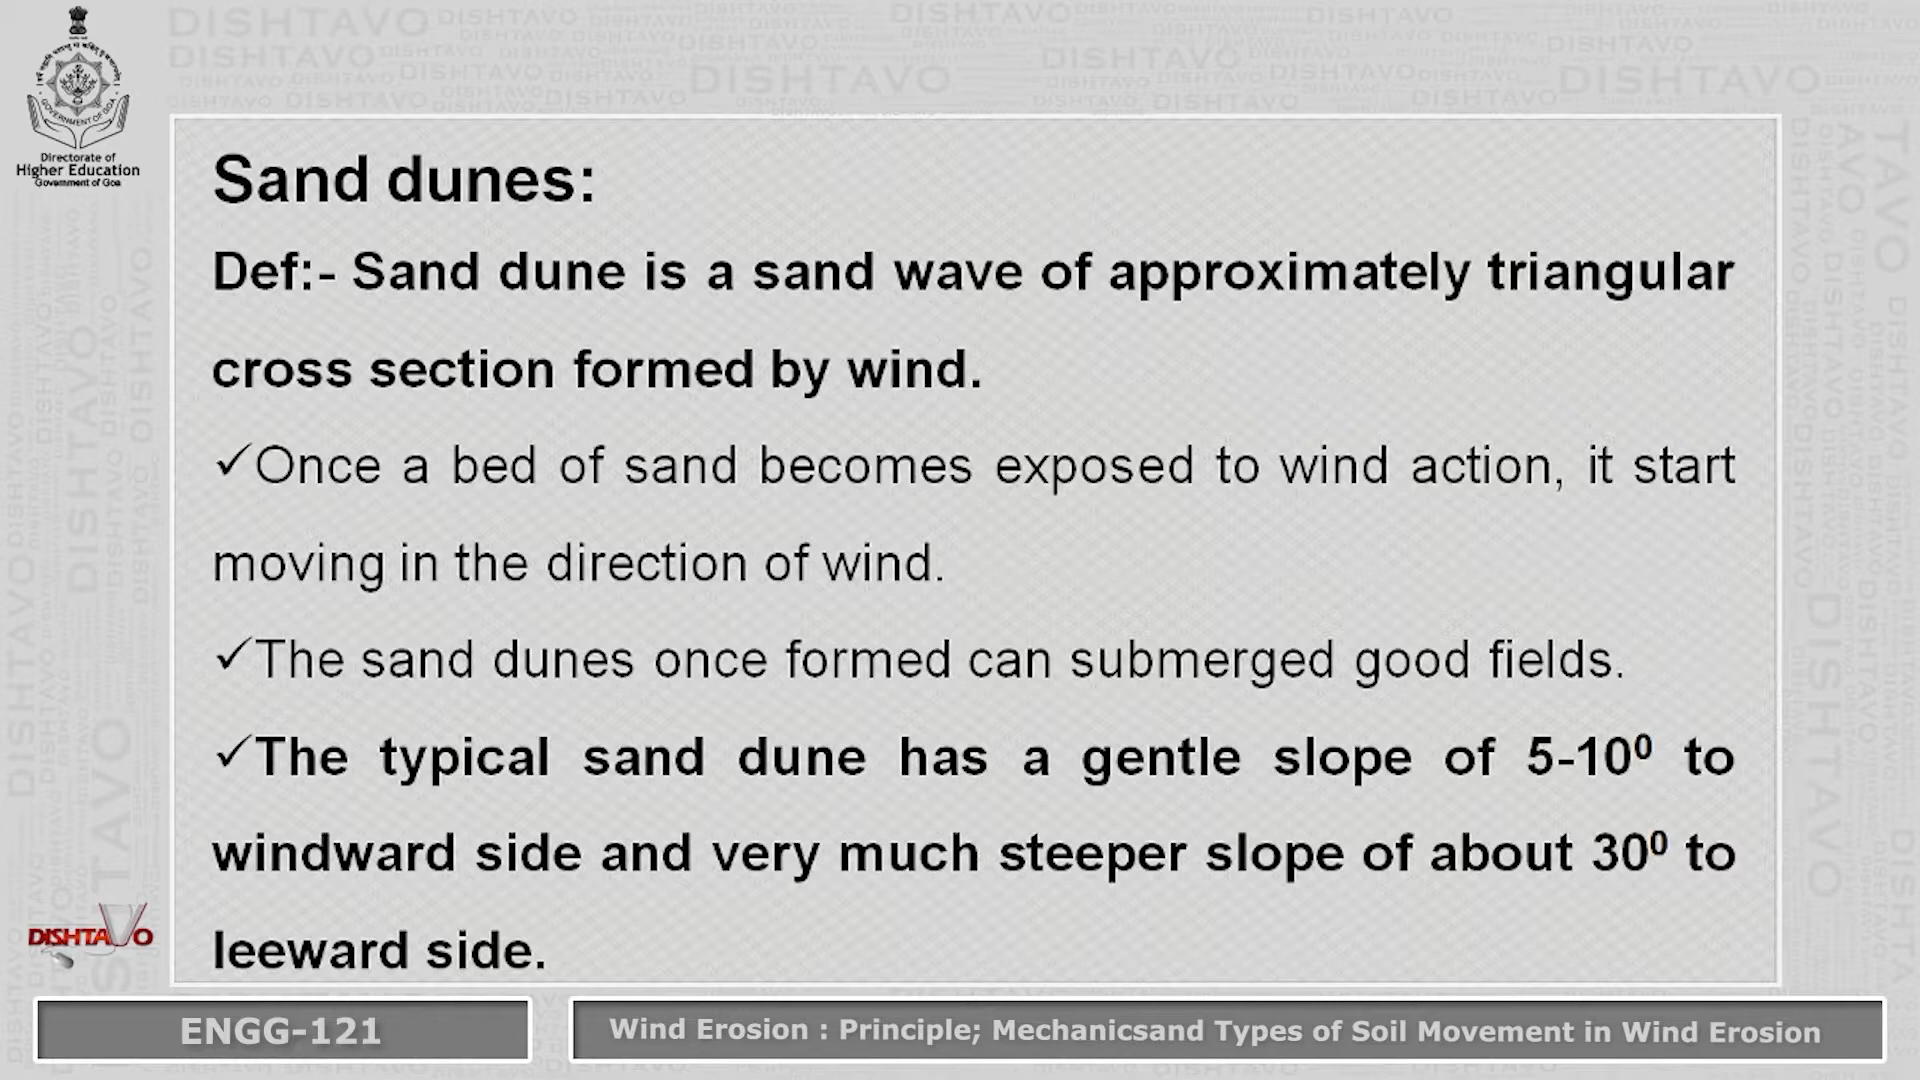 Directorate of
Higher Education
Government of Goa
Sand dunes:
Def:- Sand dune is a sand wave of approximately triangular
cross section formed by wind.
✓Once a bed of sand becomes exposed to wind action, it start
moving in the direction of wind.
✓The sand dunes once formed can submerged good fields.
✓The typical sand dune has a gentle slope of 5-10⁰ to
windward side and very much steeper slope of about 30⁰ to
leeward side.
DISHTAVO
ENGG-121
Wind Erosion : Principle; Mechanicsand Types of Soil Movement in Wind Erosion